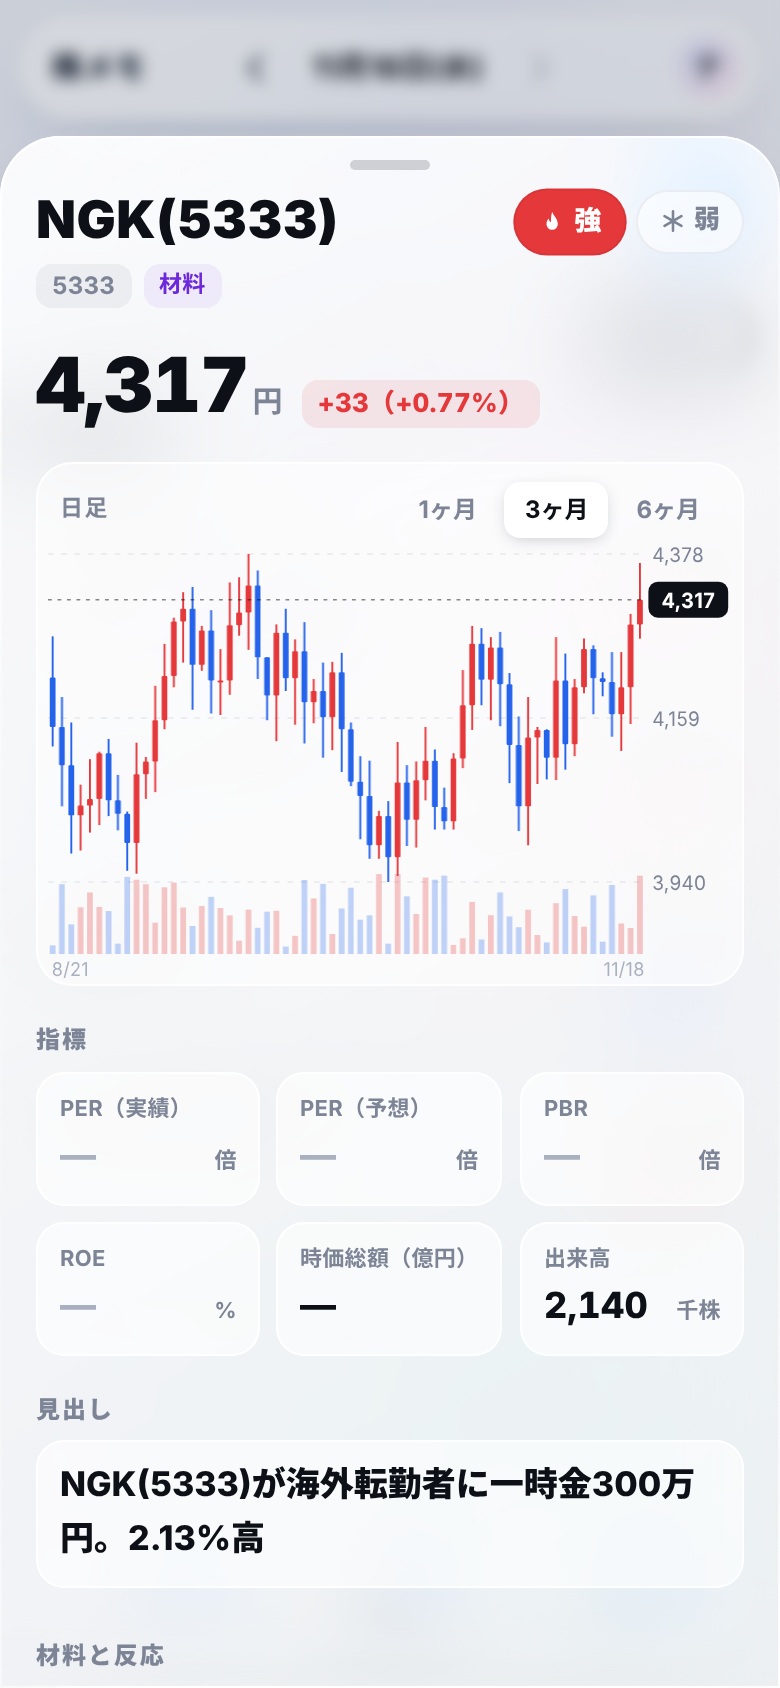 NGK(5333)
強
弱
5333
材料
4,317円
+33（+0.77%）
日足
1ヶ月
3ヶ月
6ヶ月
4,378
4,317
4,159
3,940
8/21
11/18
指標
PER（実績）
PER（予想）
PBR
— 倍
— 倍
— 倍
ROE
時価総額（億円）
出来高
— %
—
2,140 千株
見出し
NGK(5333)が海外転勤者に一時金300万
円。2.13%高
材料と反応